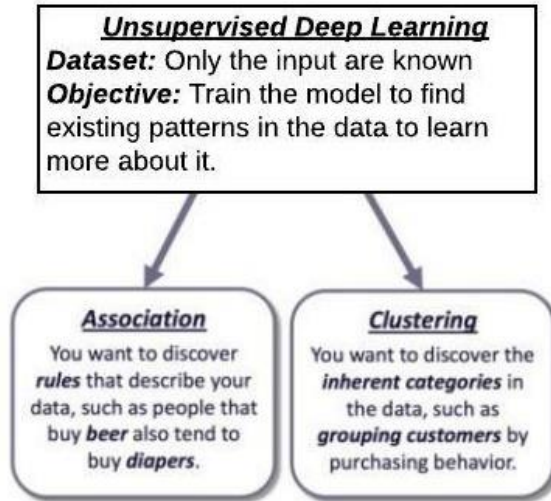 Unsupervised Deep Learning
Dataset: Only the input are known
Objective: Train the model to find
existing patterns in the data to learn
more about it.
Association
You want to discover
rules that describe your
data, such as people that
buy beer also tend to
buy diapers.
Clustering
You want to discover the
inherent categories in
the data, such as
grouping customers by
purchasing behavior.